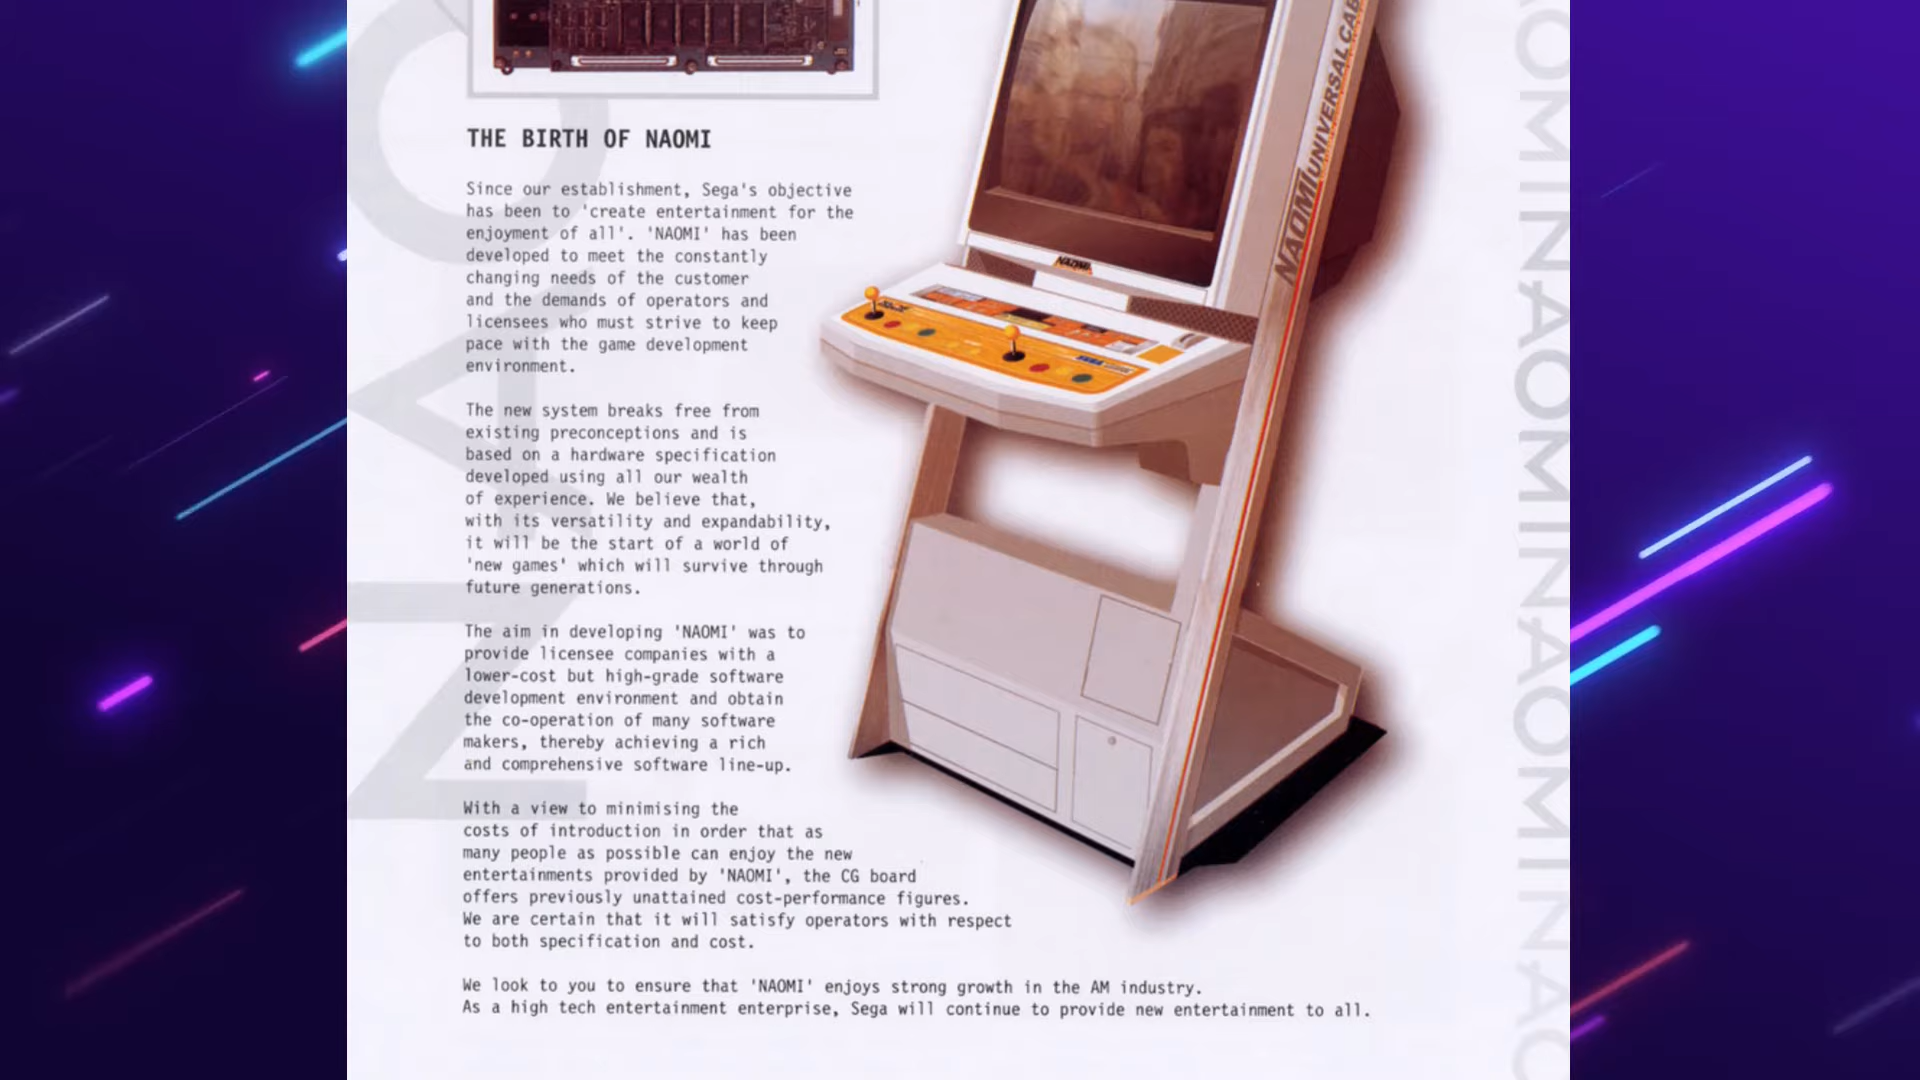 THE BIRTH OF NAOMI
Since our establishment, Sega's objective
has been to 'create entertainment for the
enjoyment of all'. 'NAOMI' has been
developed to meet the constantly
changing needs of the customer
and the demands of operators and
licensees who must strive to keep
pace with the game development
environment.
The new system breaks free from
existing preconceptions and is
based on a hardware specification
developed using all our wealth
of experience. We believe that,
with its versatility and expandability,
it will be the start of a world of
'new games' which will survive through
future generations.
The aim in developing 'NAOMI' was to
provide licensee companies with a
lower-cost but high-grade software
development environment and obtain
the co-operation of many software
makers, thereby achieving a rich
and comprehensive software line-up.
With a view to minimising the
costs of introduction in order that as
many people as possible can enjoy the new
entertainments provided by 'NAOMI', the CG board
offers previously unattained cost-performance figures.
We are certain that it will satisfy operators with respect
to both specification and cost.
We look to you to ensure that 'NAOMI' enjoys strong growth in the AM industry.
As a high tech entertainment enterprise, Sega will continue to provide new entertainment to all.
NAOMI UNIVERSAL CAB
NAOMI
SEGA
OMINAOMINAOMINAO